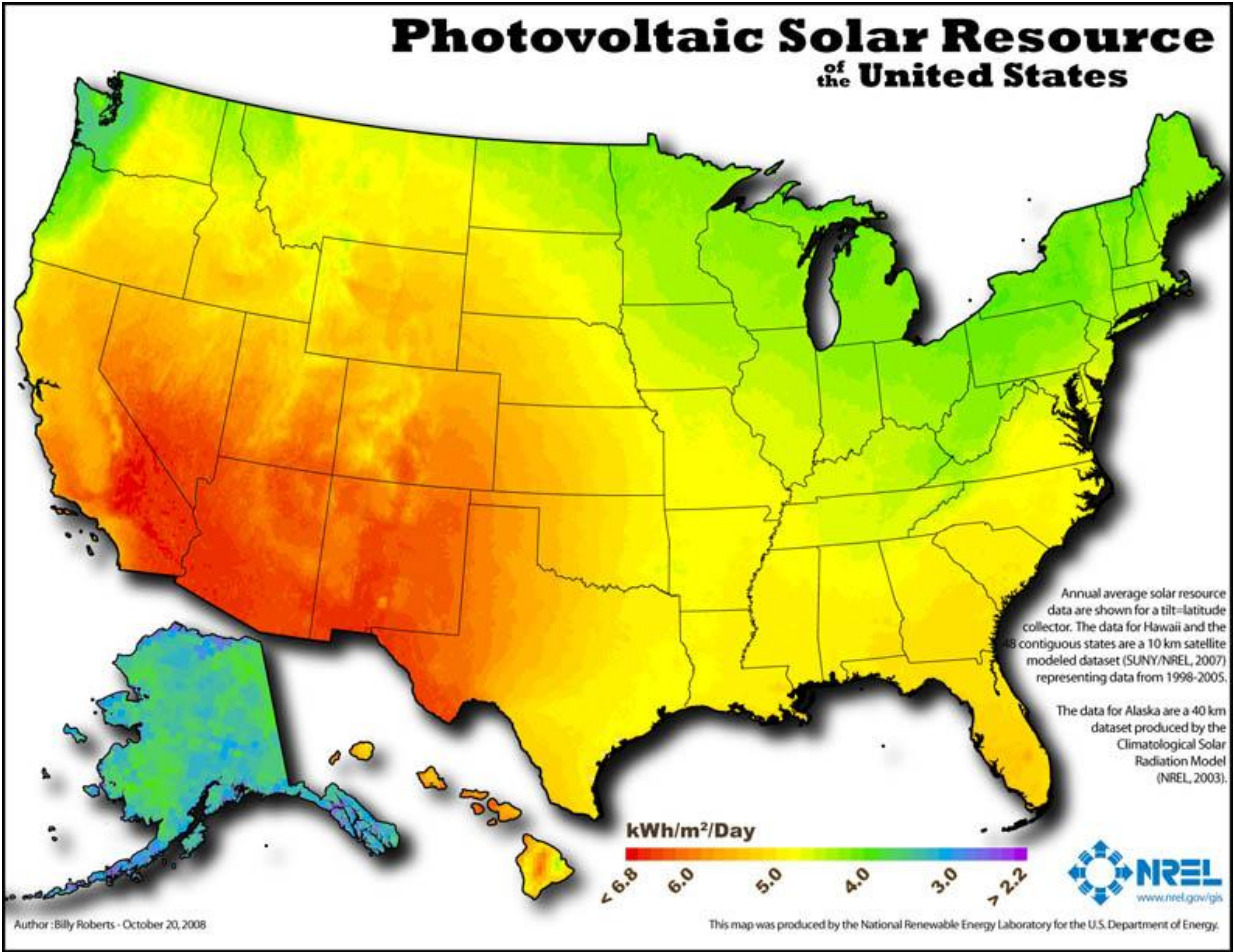 Photovoltaic Solar Resource
of the United States
Annual average solar resource
data are shown for a tilt=latitude
collector. The data for Hawaii and the
48 contiguous states are a 10 km satellite
modeled dataset (SUNY/NREL, 2007)
representing data from 1998-2005.
The data for Alaska are a 40 km
dataset produced by the
Climatological Solar
Radiation Model
(NREL, 2003).
kWh/m²/Day
< 6.8 6.0 5.0 4.0 3.0 > 2.2
NREL
www.nrel.gov/gis
Author : Billy Roberts - October 20, 2008
This map was produced by the National Renewable Energy Laboratory for the U.S. Department of Energy.